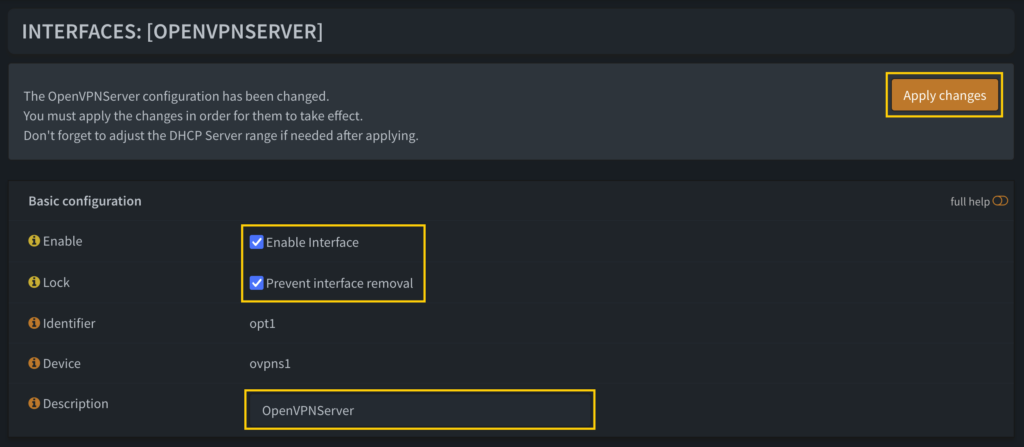 INTERFACES: [OPENVPNSERVER]
The OpenVPNServer configuration has been changed.
You must apply the changes in order for them to take effect.
Don't forget to adjust the DHCP Server range if needed after applying.
Apply changes
Basic configuration
full help
Enable
Enable Interface
Lock
Prevent interface removal
Identifier
opt1
Device
ovpns1
Description
OpenVPNServer